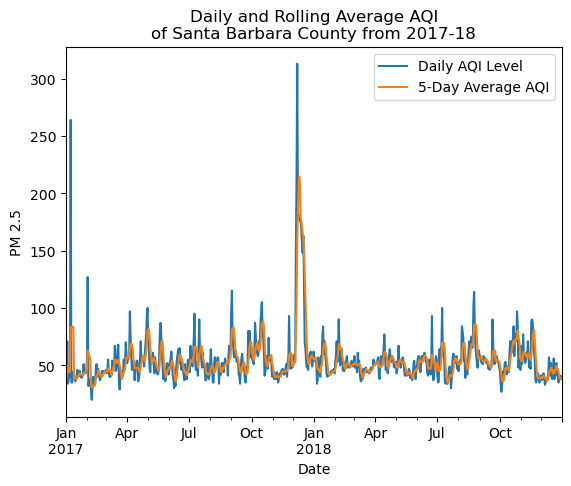 Daily and Rolling Average AQI
of Santa Barbara County from 2017-18
Daily AQI Level
5-Day Average AQI
300
250
200
150
100
50
PM 2.5
Jan Apr Jul Oct Jan Apr Jul Oct
2017 2018
Date